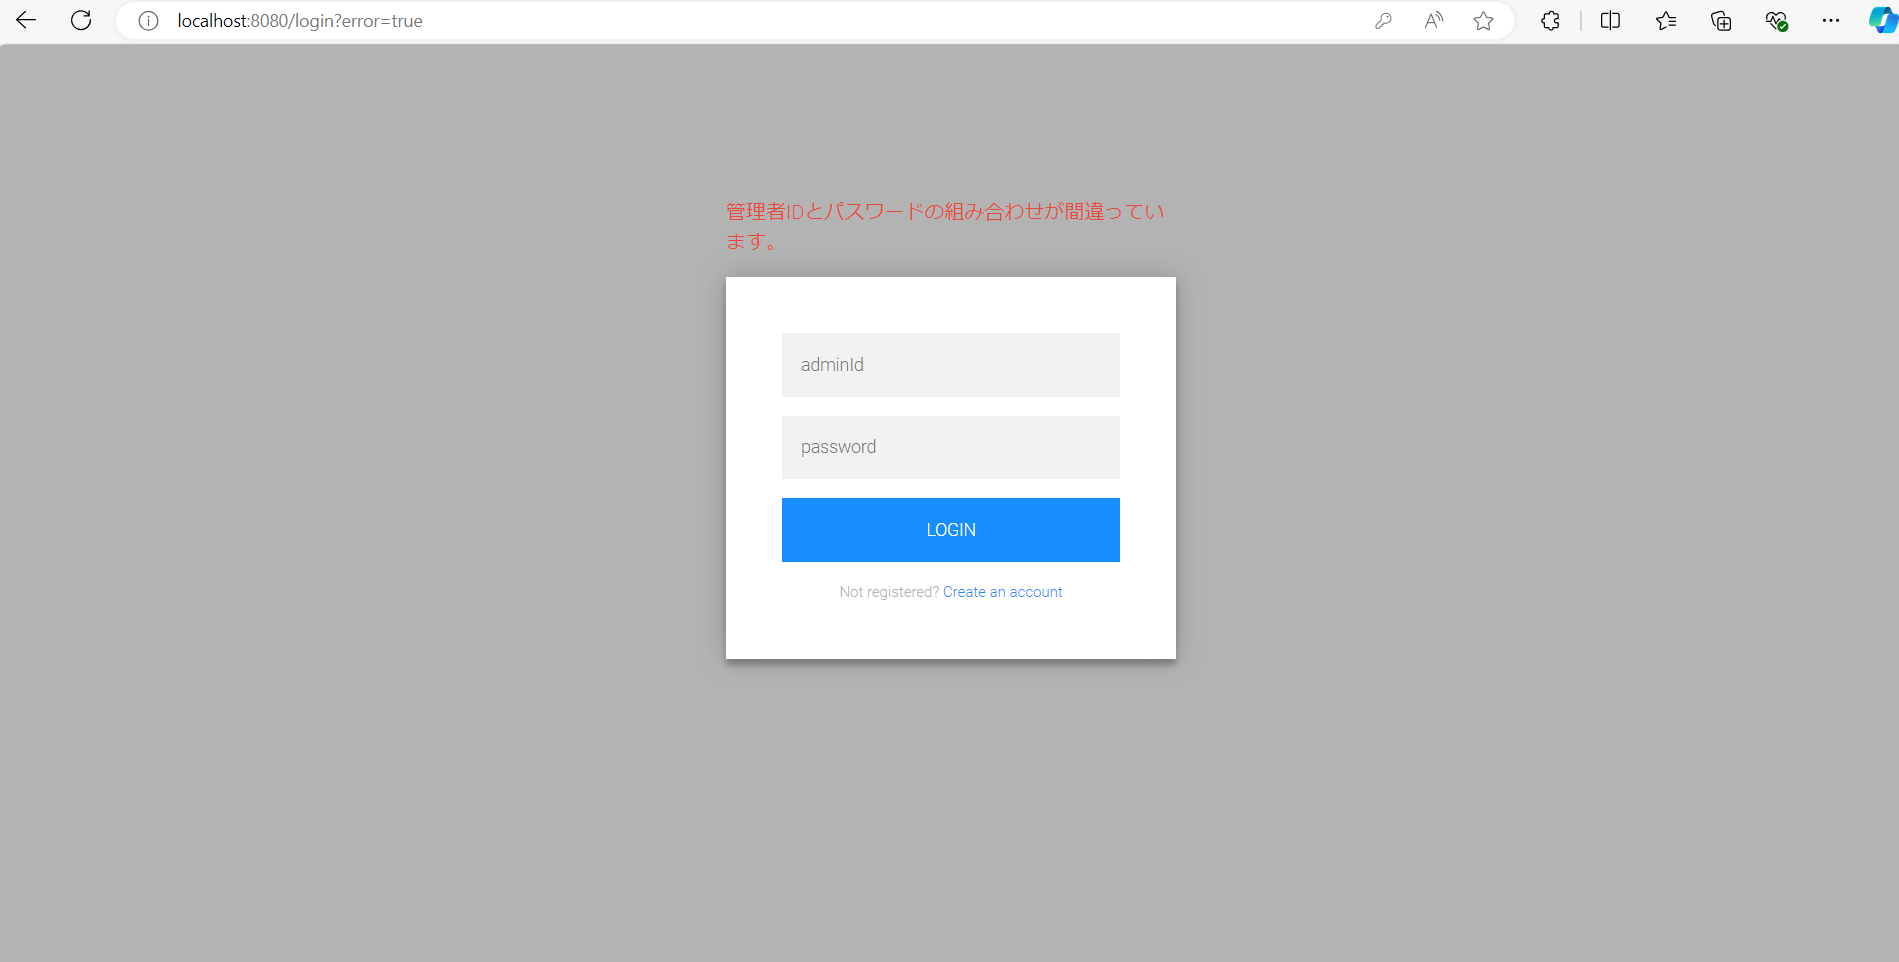 localhost:8080/login?error=true
管理者IDとパスワードの組み合わせが間違ってい
ます。
adminId
password
LOGIN
Not registered? Create an account